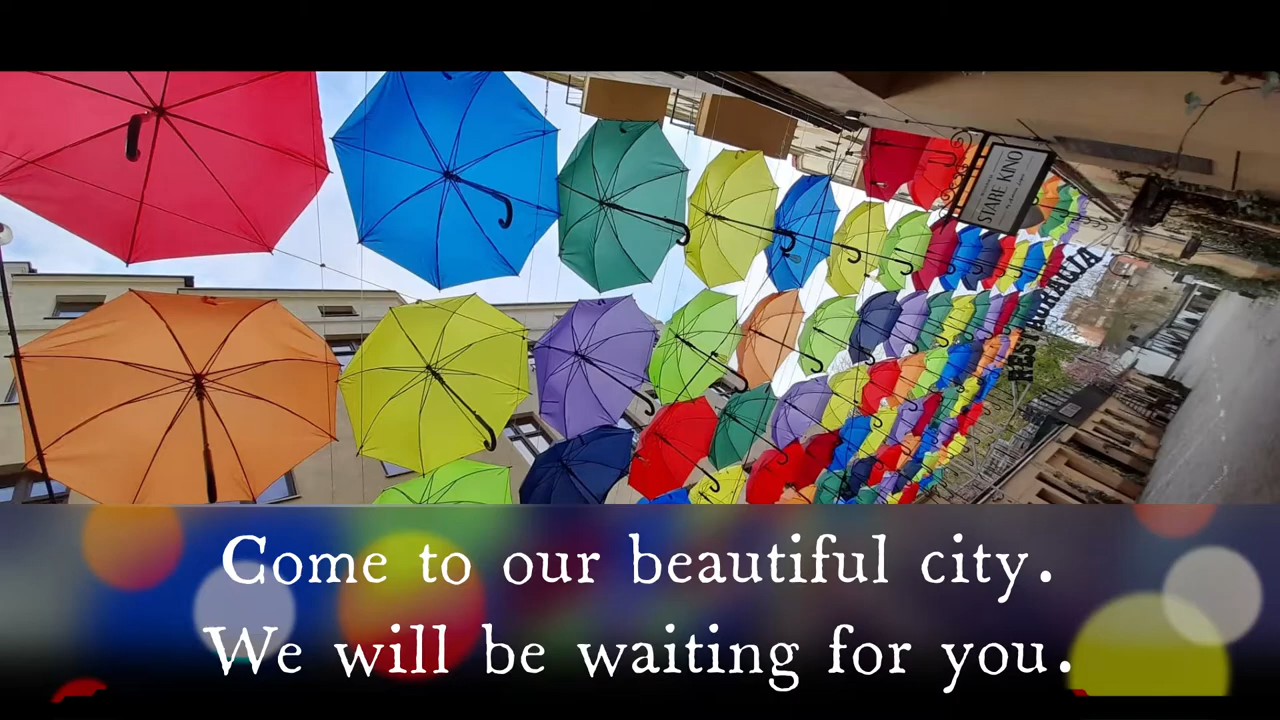 STARE KINO
RESTAURACJA
Come to our beautiful city.
We will be waiting for you.